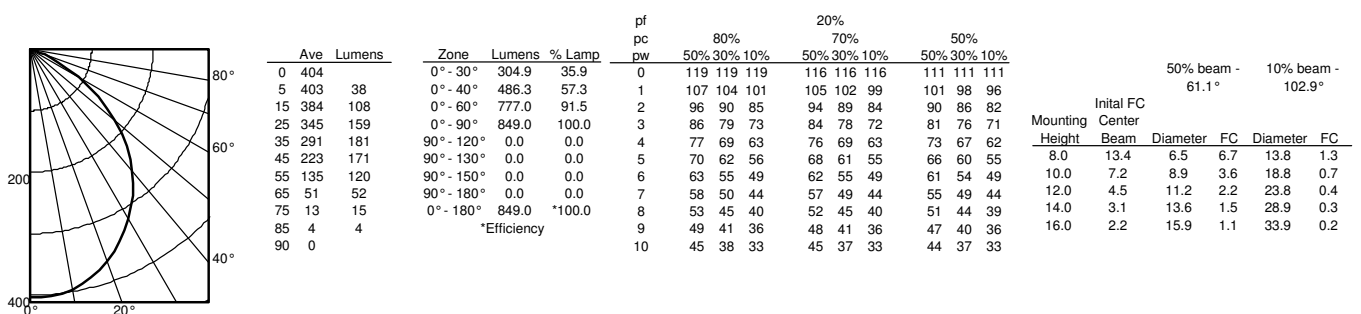 80°
60°
40°
200
400
0°
20°
Ave Lumens
0 404
5 403 38
15 384 108
25 345 159
35 291 181
45 223 171
55 135 120
65 51 52
75 13 15
85 4 4
90 0
Zone Lumens % Lamp
0°- 30° 304.9 35.9
0°- 40° 486.3 57.3
0°- 60° 777.0 91.5
0°- 90° 849.0 100.0
90°- 120° 0.0 0.0
90°- 130° 0.0 0.0
90°- 150° 0.0 0.0
90°- 180° 0.0 0.0
0°- 180° 849.0 *100.0
*Efficiency
pf 20%
pc 80% 70% 50%
pw 50% 30% 10% 50% 30% 10% 50% 30% 10%
0 119 119 119 116 116 116 111 111 111
1 107 104 101 105 102 99 101 98 96
2 96 90 85 94 89 84 90 86 82
3 86 79 73 84 78 72 81 76 71
4 77 69 63 76 69 63 73 67 62
5 70 62 56 68 61 55 66 60 55
6 63 55 49 62 55 49 61 54 49
7 58 50 44 57 49 44 55 49 44
8 53 45 40 52 45 40 51 44 39
9 49 41 36 48 41 36 47 40 36
10 45 38 33 45 37 33 44 37 33
50% beam - 10% beam -
61.1° 102.9°
Inital FC
Mounting Center
Height Beam Diameter FC Diameter FC
8.0 13.4 6.5 6.7 13.8 1.3
10.0 7.2 8.9 3.6 18.8 0.7
12.0 4.5 11.2 2.2 23.8 0.4
14.0 3.1 13.6 1.5 28.9 0.3
16.0 2.2 15.9 1.1 33.9 0.2